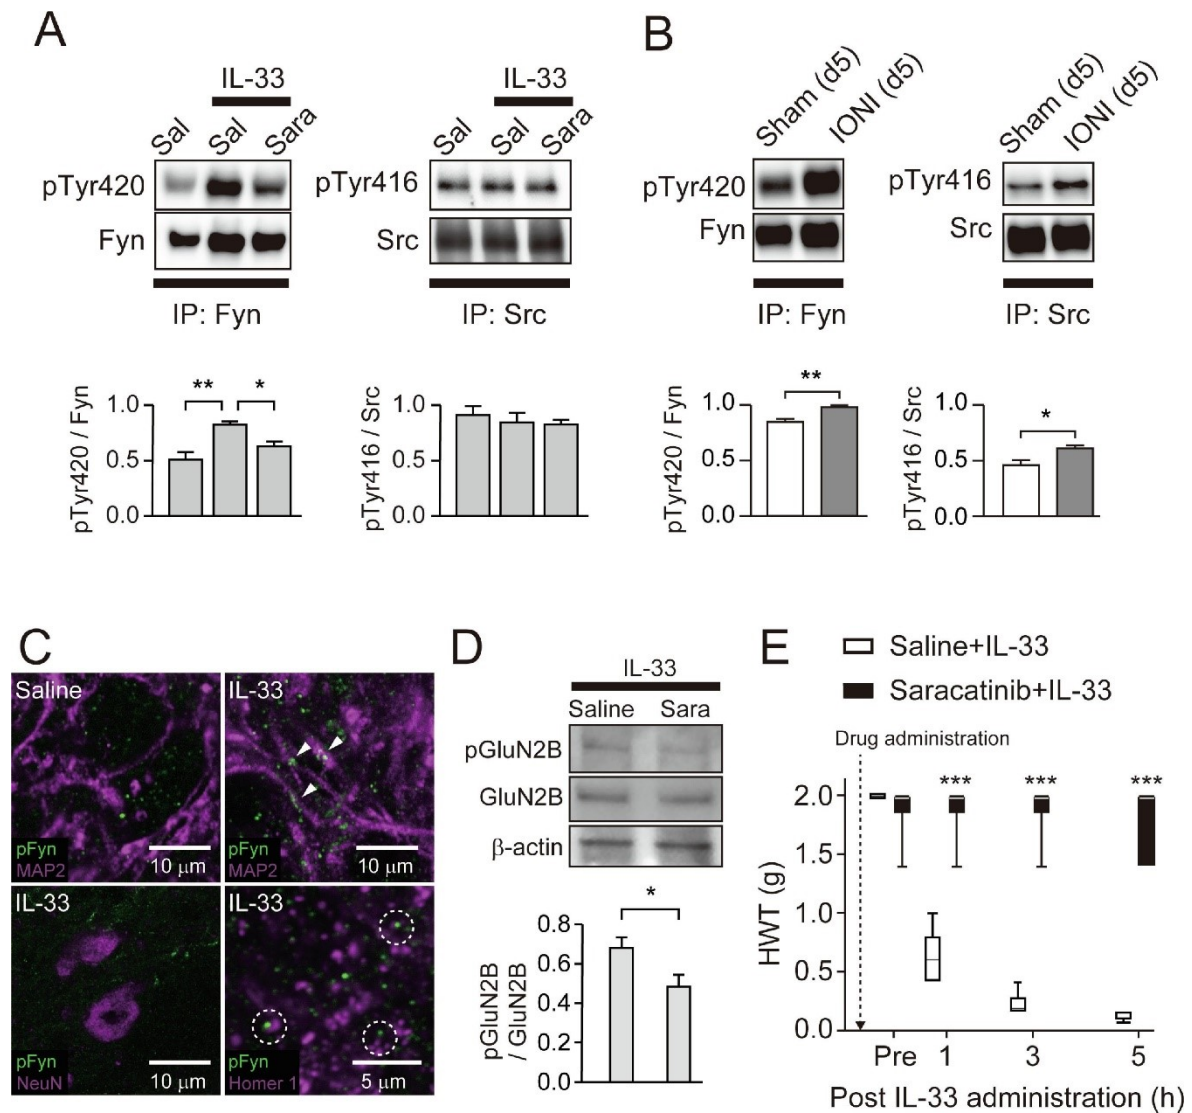 A
IL-33
IL-33
Sal
Sal
Sara
Sal
Sal
Sara
pTyr420
Fyn
pTyr416
Src
IP: Fyn
IP: Src
pTyr420 / Fyn
1.0
0.5
0.0
**
*
pTyr416 / Src
1.0
0.5
0.0
B
Sham (d5)
IONI (d5)
Sham (d5)
IONI (d5)
pTyr420
Fyn
pTyr416
Src
IP: Fyn
IP: Src
pTyr420 / Fyn
1.0
0.5
0.0
**
pTyr416 / Src
1.0
0.5
0.0
*
C
Saline
pFyn
MAP2
10 μm
IL-33
pFyn
MAP2
10 μm
IL-33
pFyn
NeuN
10 μm
IL-33
pFyn
Homer 1
5 μm
D
IL-33
Saline
Sara
pGluN2B
GluN2B
β-actin
pGluN2B
/ GluN2B
0.8
0.6
0.4
0.2
0.0
*
E
Saline+IL-33
Saracatinib+IL-33
Drug administration
HWT (g)
2.0
1.5
1.0
0.5
0.0
***
***
***
Pre
1
3
5
Post IL-33 administration (h)